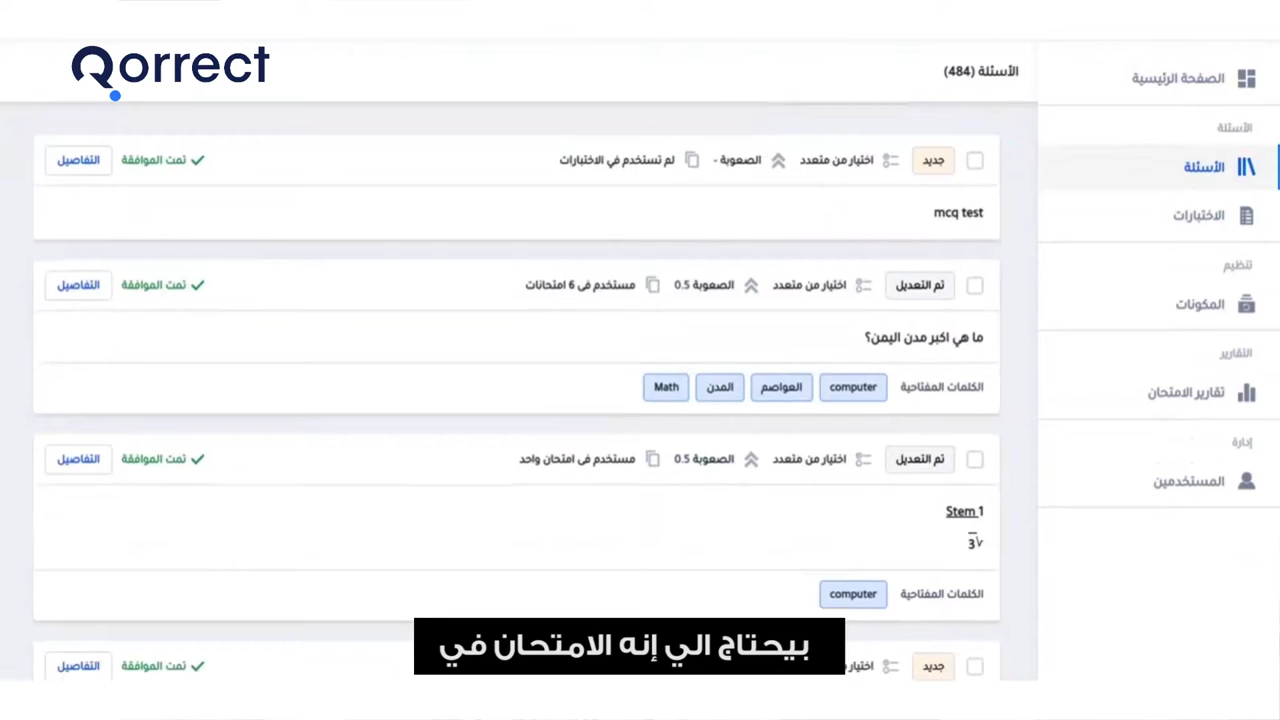 Qorrect
الأسئلة (484)
الصفحة الرئيسية
الأسئلة
الأسئلة
الاختبارات
تنظيم
المكونات
التقارير
تقارير الامتحان
إدارة
المستخدمين
جديد اختيار من متعدد الصعوبة - لم تستخدم في الاختبارات تمت الموافقة التفاصيل
mcq test
تم التعديل اختيار من متعدد الصعوبة 0.5 مستخدم فى 6 امتحانات تمت الموافقة التفاصيل
ما هي اكبر مدن اليمن؟
الكلمات المفتاحية computer العواصم المدن Math
تم التعديل اختيار من متعدد الصعوبة 0.5 مستخدم فى امتحان واحد تمت الموافقة التفاصيل
Stem 1
√3
الكلمات المفتاحية computer
جديد اختيار تمت الموافقة التفاصيل
بيحتاج الي إنه الامتحان في